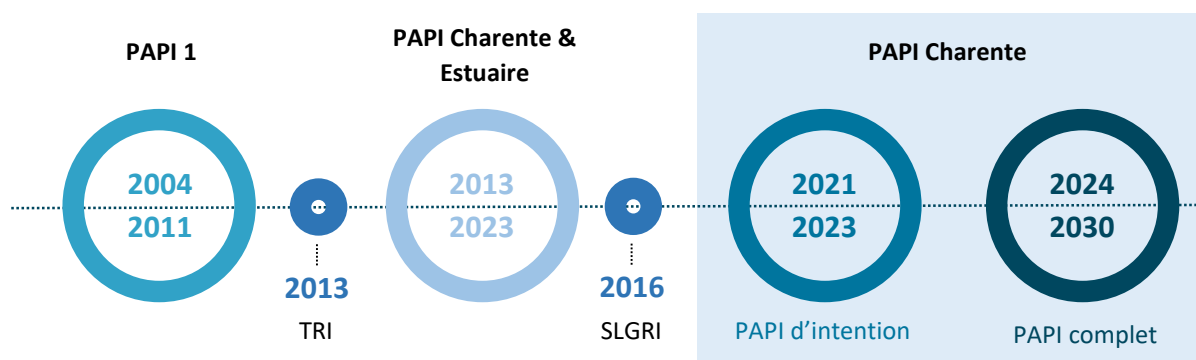 PAPI 1
PAPI Charente &
Estuaire
PAPI Charente
2004
2011
2013
TRI
2013
2023
2016
SLGRI
2021
2023
PAPI d’intention
2024
2030
PAPI complet